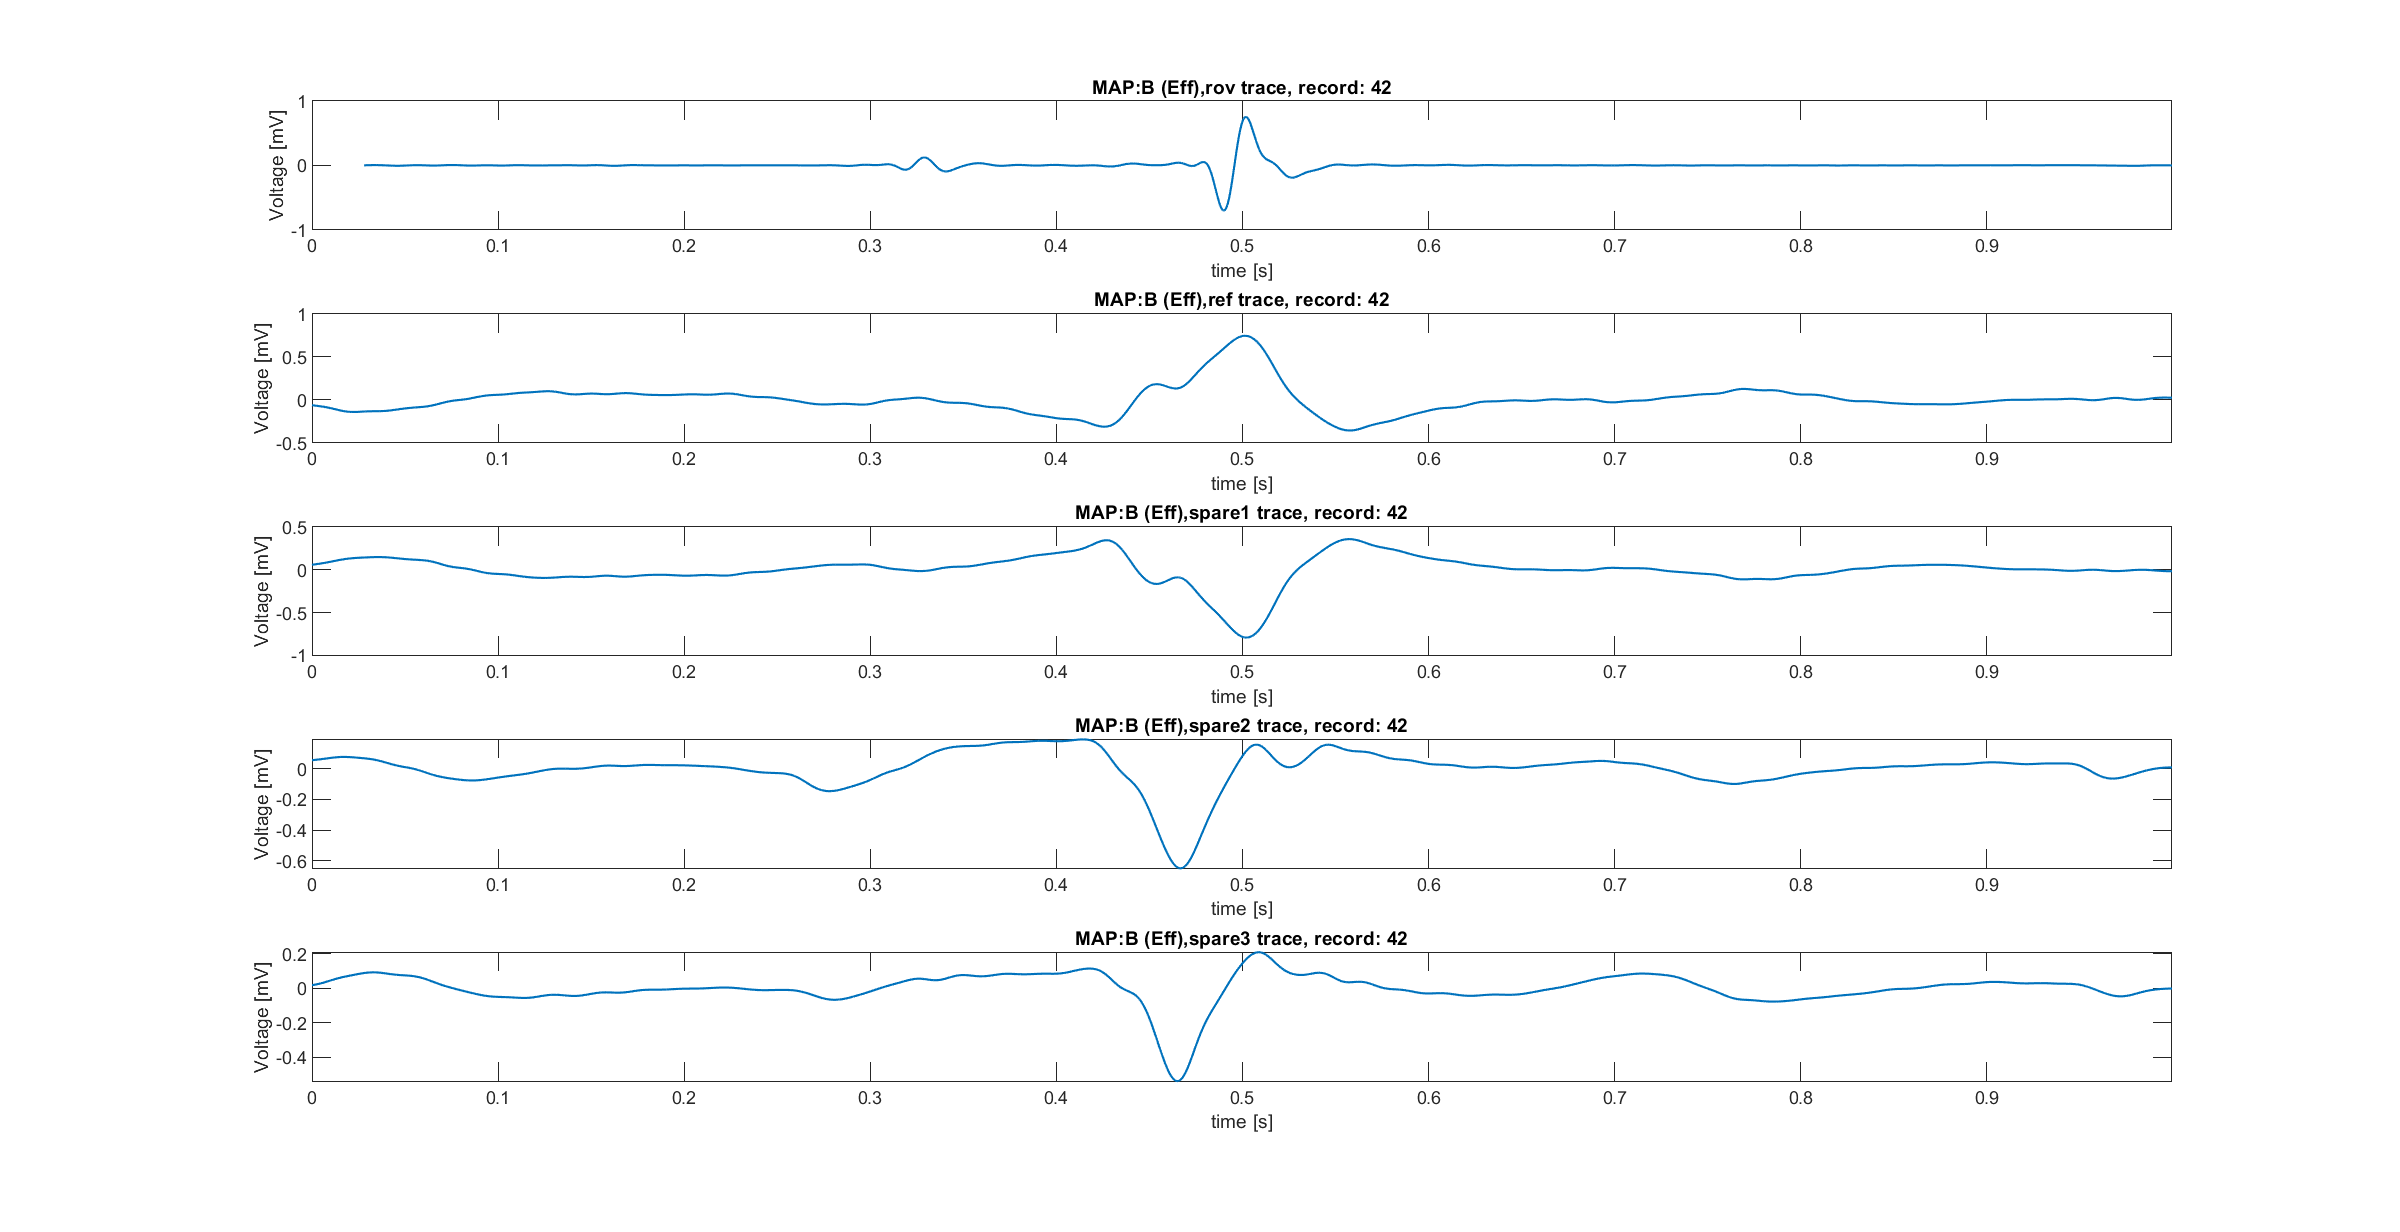 MAP:B (Eff),rov trace, record: 42
Voltage [mV]
1
0
-1
0 0.1 0.2 0.3 0.4 0.5 0.6 0.7 0.8 0.9
time [s]
MAP:B (Eff),ref trace, record: 42
Voltage [mV]
1
0.5
0
-0.5
0 0.1 0.2 0.3 0.4 0.5 0.6 0.7 0.8 0.9
time [s]
MAP:B (Eff),spare1 trace, record: 42
Voltage [mV]
0.5
0
-0.5
-1
0 0.1 0.2 0.3 0.4 0.5 0.6 0.7 0.8 0.9
time [s]
MAP:B (Eff),spare2 trace, record: 42
Voltage [mV]
0
-0.2
-0.4
-0.6
0 0.1 0.2 0.3 0.4 0.5 0.6 0.7 0.8 0.9
time [s]
MAP:B (Eff),spare3 trace, record: 42
Voltage [mV]
0.2
0
-0.2
-0.4
0 0.1 0.2 0.3 0.4 0.5 0.6 0.7 0.8 0.9
time [s]